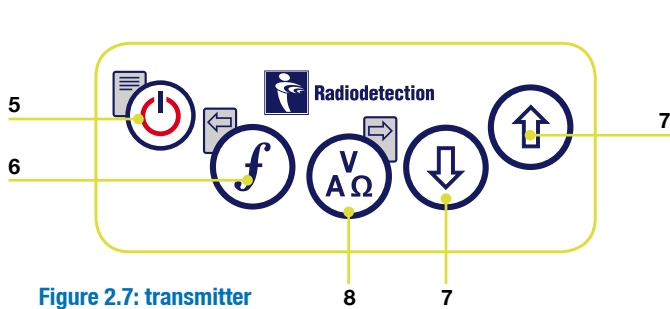 5
Radiodetection
7
6
f
V
A Ω
Figure 2.7: transmitter
8
7